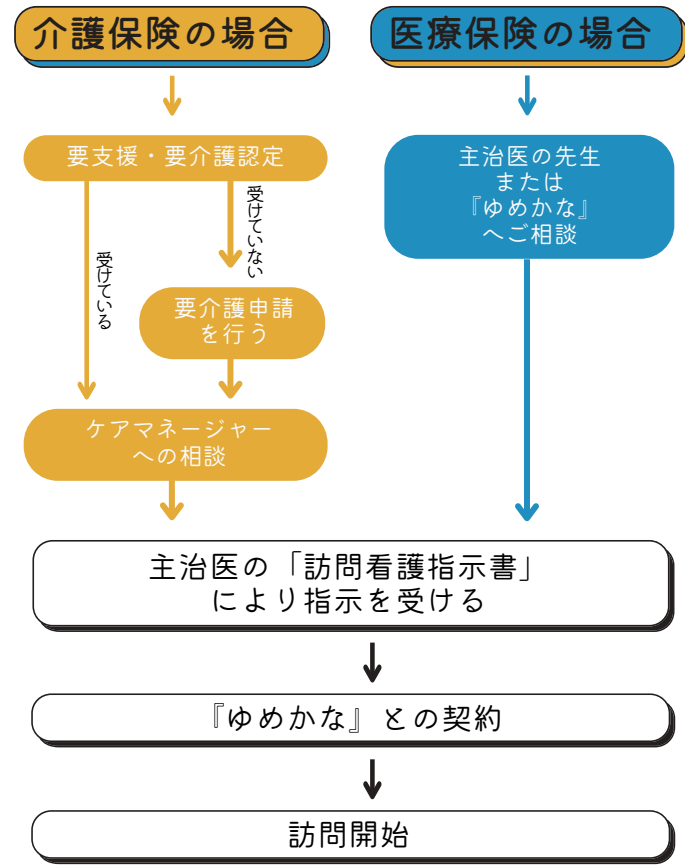 介護保険の場合
医療保険の場合
要支援・要介護認定
受けている
受けていない
要介護申請
を行う
ケアマネージャー
への相談
主治医の先生
または
『ゆめかな』
へご相談
主治医の「訪問看護指示書」
により指示を受ける
『ゆめかな』との契約
訪問開始